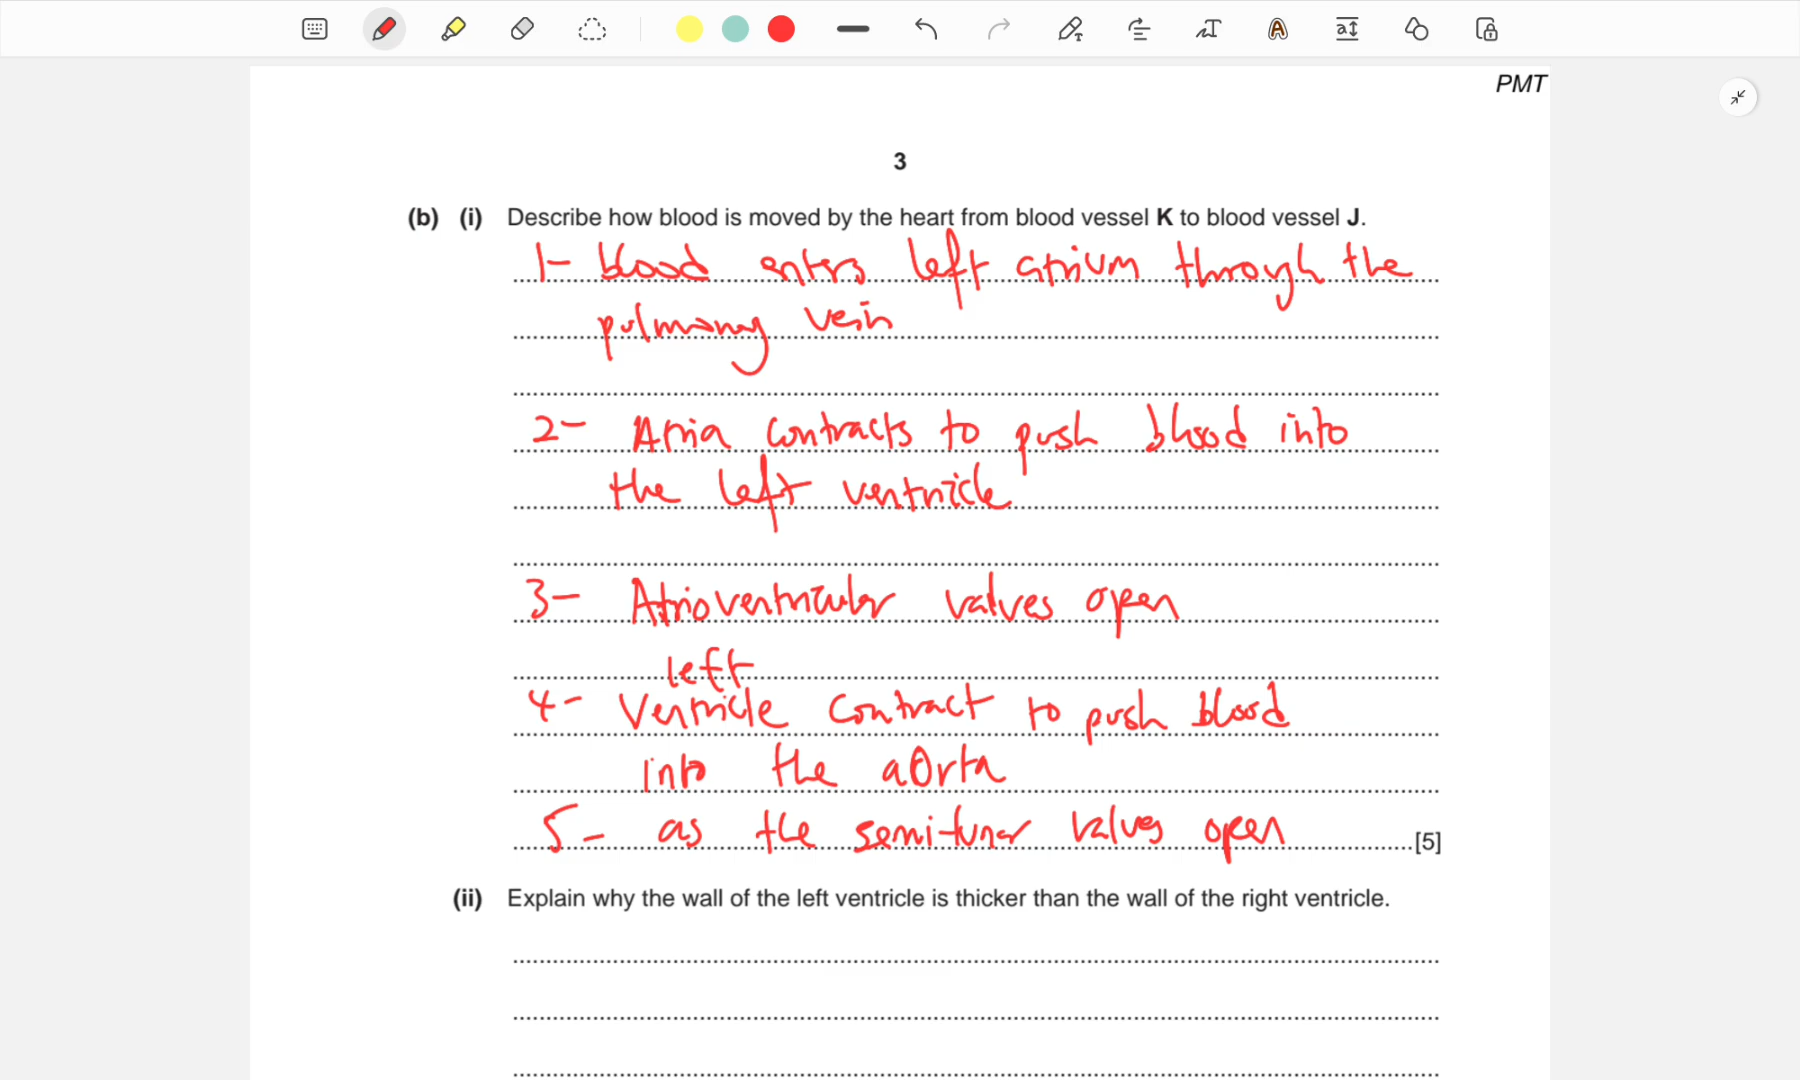 PMT
3
(b) (i) Describe how blood is moved by the heart from blood vessel K to blood vessel J.
1- blood enters left atrium through the
pulmonary vein
2- Atria contracts to push blood into
the left ventricle
3- Atrioventricular valves open
left
4- Ventricle contract to push blood
into the aorta
5- as the semi-lunar valves open
[5]
(ii) Explain why the wall of the left ventricle is thicker than the wall of the right ventricle.